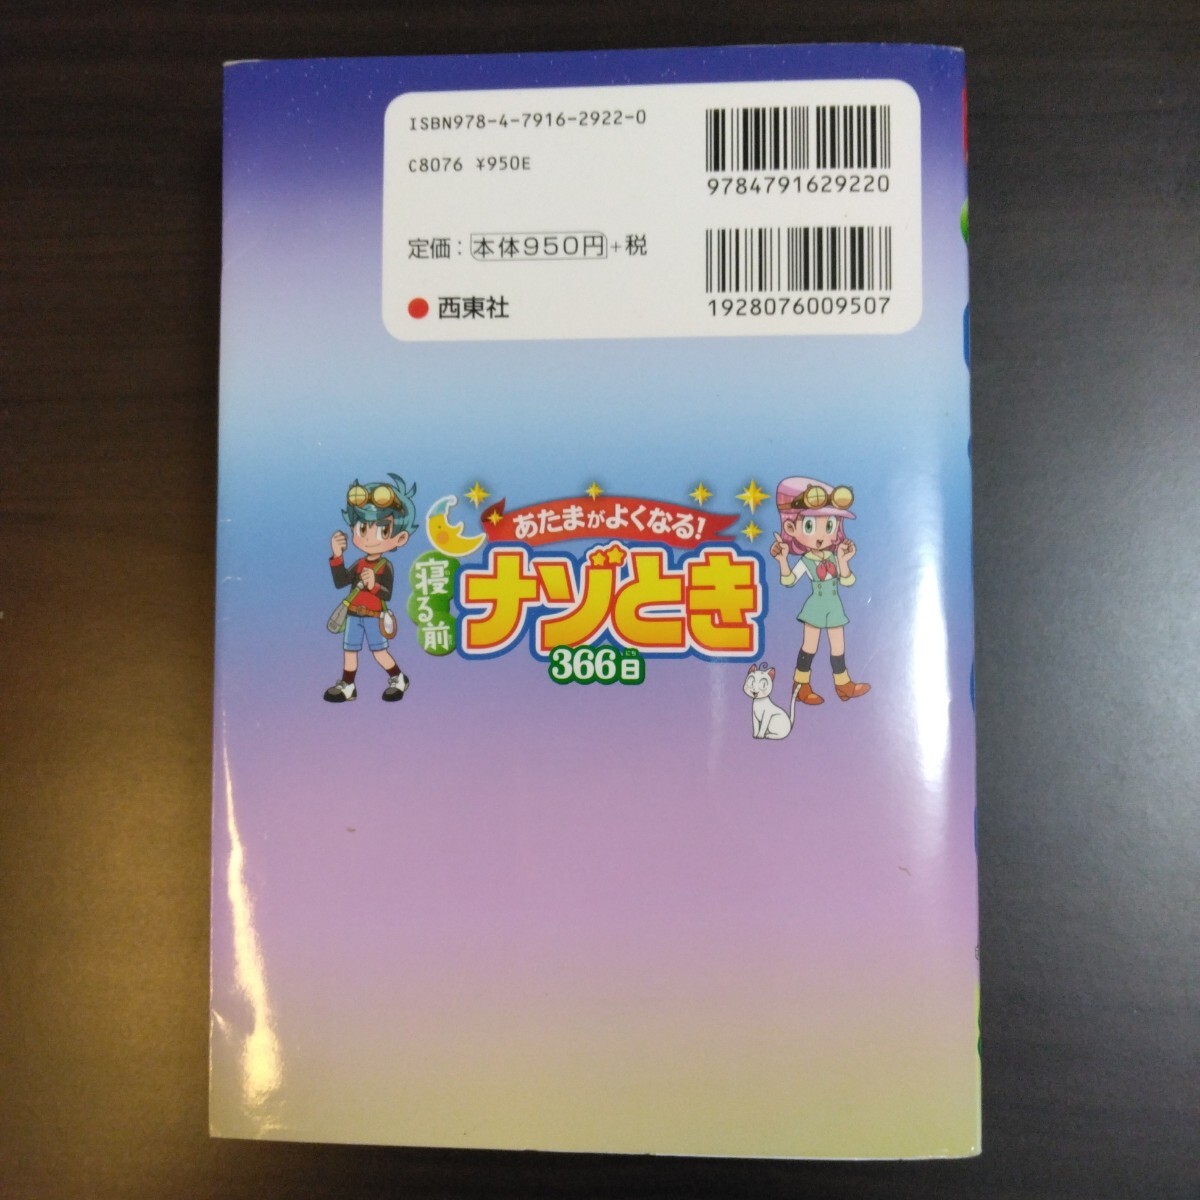 ISBN978-4-7916-2922-0
C8076 ¥950E
定価：本体950円+税
西東社
9784791629220
1928076009507
あたまがよくなる!
寝る前
ナゾとき
366日
にち